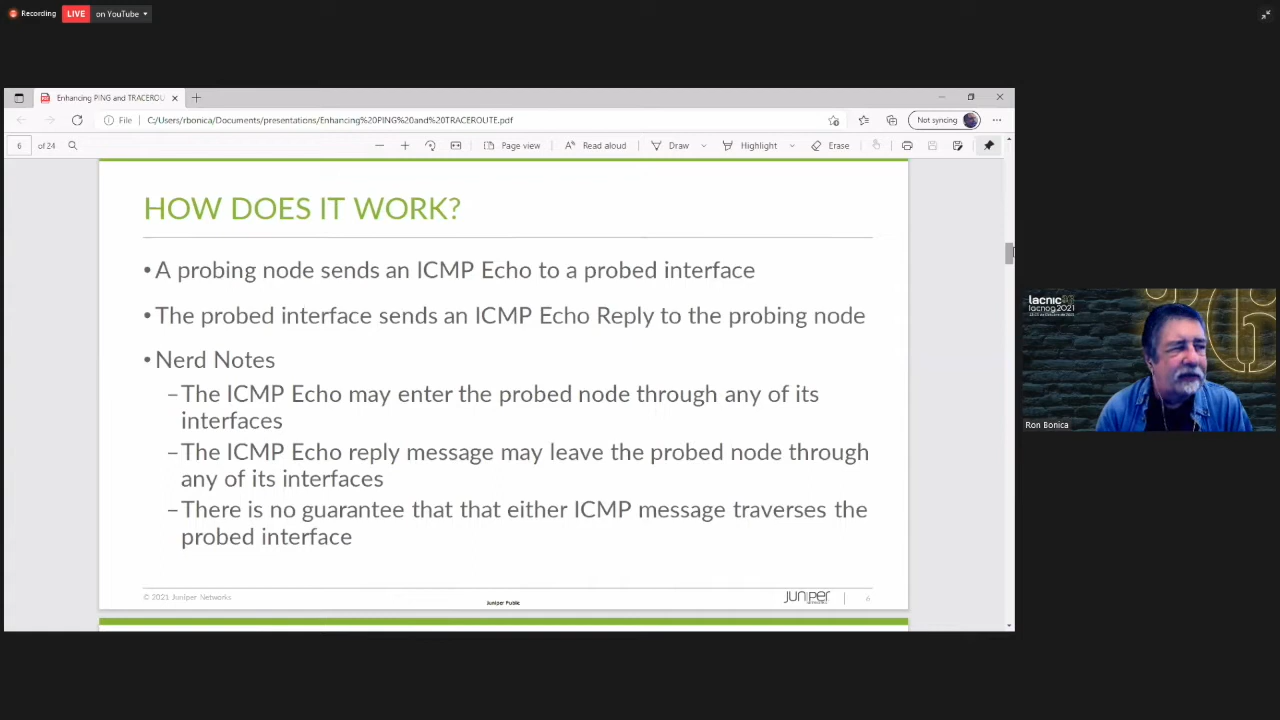 Recording LIVE on YouTube
Enhancing PING and TRACEROU
File C:/Users/rbonica/Documents/presentations/Enhancing%20PING%20and%20TRACEROUTE.pdf Not syncing
6 of 24 Page view Read aloud Draw Highlight Erase
HOW DOES IT WORK?
• A probing node sends an ICMP Echo to a probed interface
• The probed interface sends an ICMP Echo Reply to the probing node
• Nerd Notes
– The ICMP Echo may enter the probed node through any of its
interfaces
– The ICMP Echo reply message may leave the probed node through
any of its interfaces
– There is no guarantee that that either ICMP message traverses the
probed interface
© 2021 Juniper Networks
Juniper Public
JUNIPER
6
lacnic 36
lacnog 2021
Ron Bonica